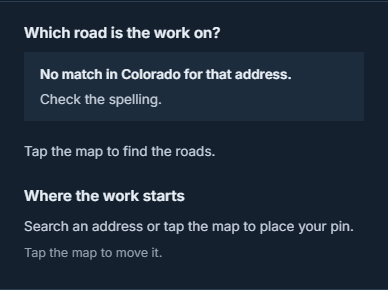 Which road is the work on?
No match in Colorado for that address.
Check the spelling.
Tap the map to find the roads.
Where the work starts
Search an address or tap the map to place your pin.
Tap the map to move it.